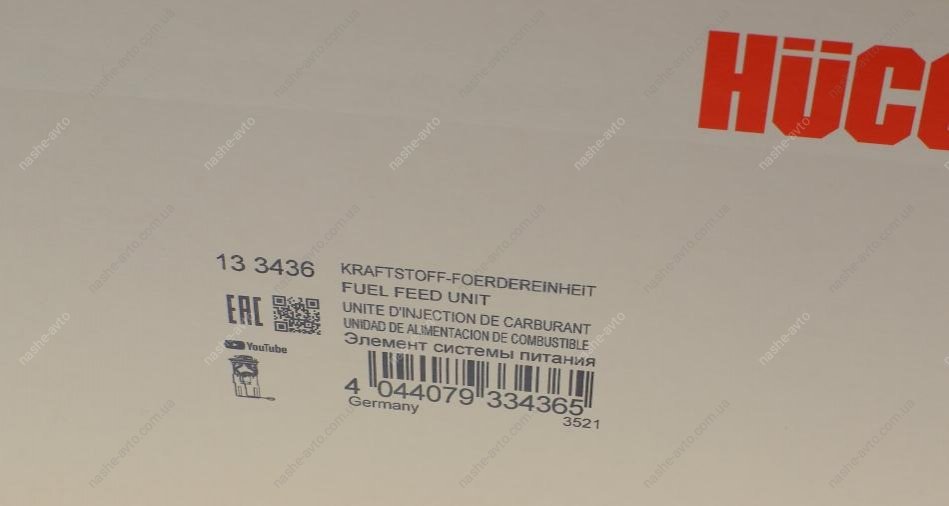 HÜCO
13 3436
KRAFTSTOFF-FOERDEREINHEIT
FUEL FEED UNIT
UNITE D'INJECTION DE CARBURANT
UNIDAD DE ALIMENTACION DE COMBUSTIBLE
Элемент системы питания
EAC
YouTube
4 044079 334365
Germany
3521
nashe-avto.com.ua